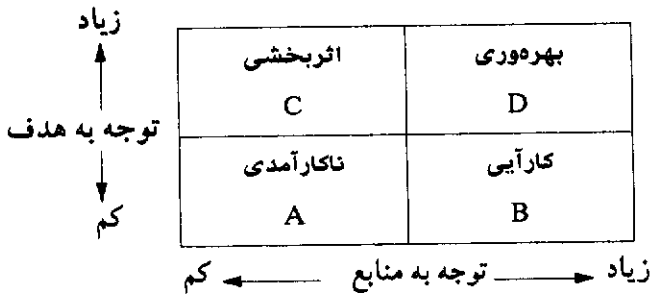 زیاد
توجه به هدف
کم
اثربخشی
C
بهره‌وری
D
ناکارآمدی
A
کارآیی
B
کم توجه به منابع زیاد